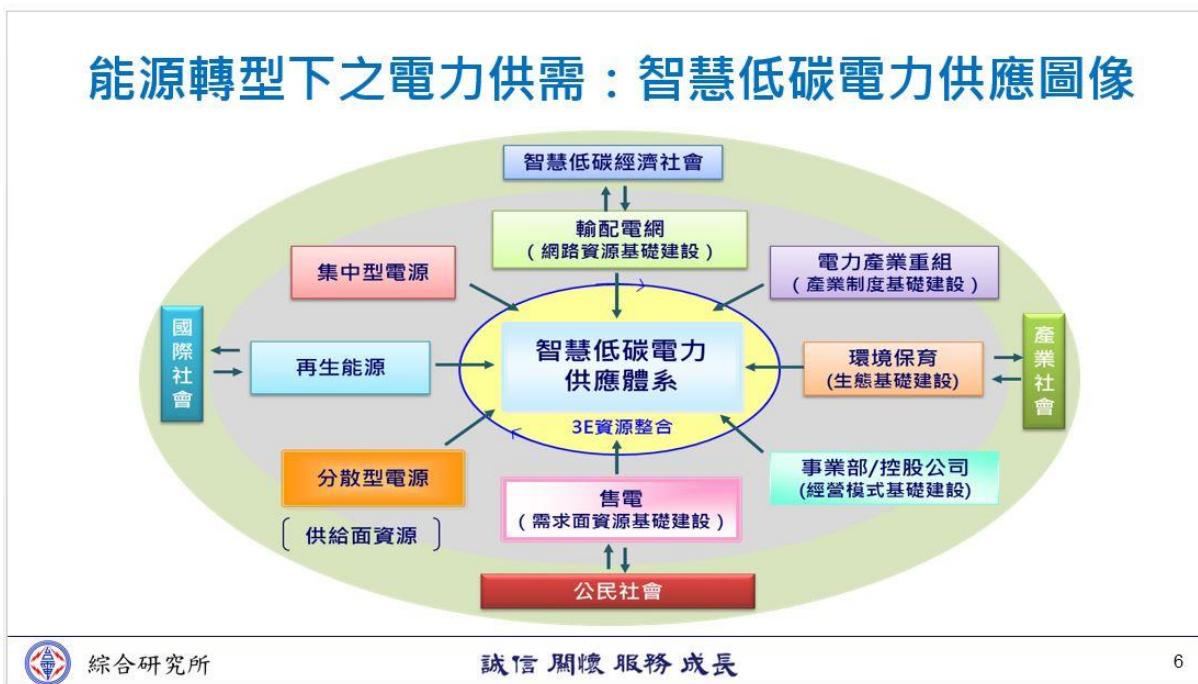 能源轉型下之電力供需：智慧低碳電力供應圖像
智慧低碳經濟社會
輸配電網
（網路資源基礎建設）
集中型電源
電力產業重組
（產業制度基礎建設）
國際社會
再生能源
智慧低碳電力
供應體系
3E資源整合
環境保育
(生態基礎建設)
產業社會
分散型電源
〔供給面資源〕
售電
（需求面資源基礎建設）
事業部/控股公司
(經營模式基礎建設)
公民社會
綜合研究所
誠信 關懷 服務 成長
6